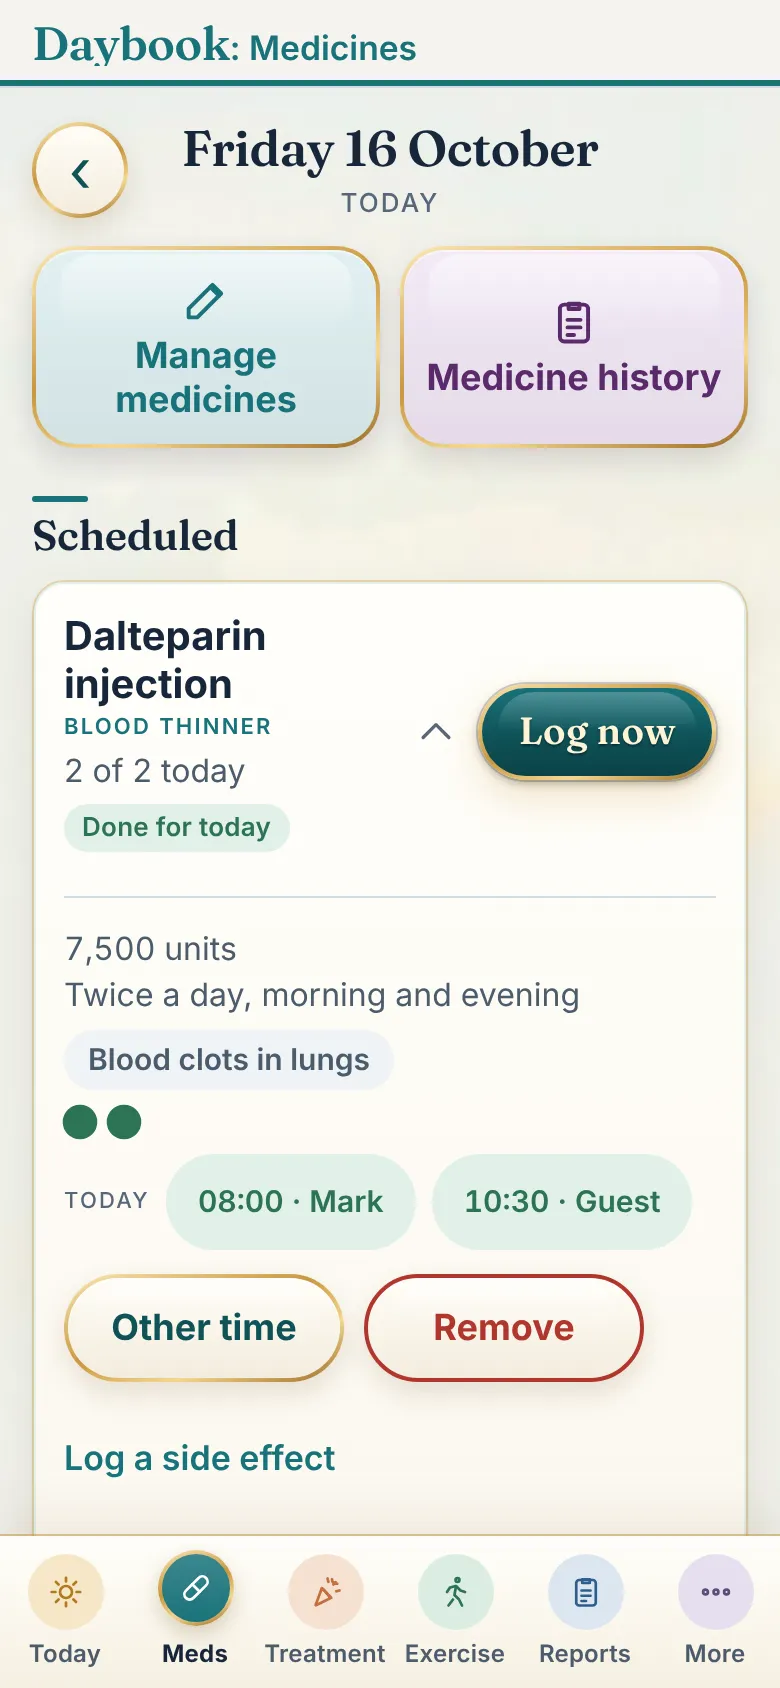 Daybook: Medicines
Friday 16 October
TODAY
Manage
medicines
Medicine history
Scheduled
Dalteparin
injection
BLOOD THINNER
2 of 2 today
Done for today
Log now
7,500 units
Twice a day, morning and evening
Blood clots in lungs
TODAY
08:00 · Mark
10:30 · Guest
Other time
Remove
Log a side effect
Today
Meds
Treatment
Exercise
Reports
More